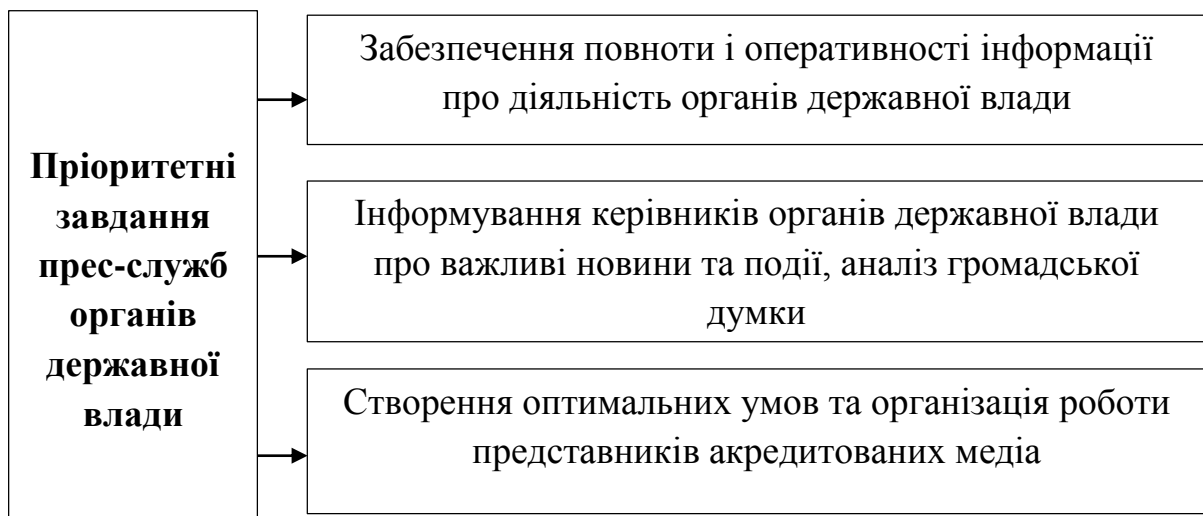 Пріоритетні
завдання
прес-служб
органів
державної
влади
Забезпечення повноти і оперативності інформації
про діяльність органів державної влади
Інформування керівників органів державної влади
про важливі новини та події, аналіз громадської
думки
Створення оптимальних умов та організація роботи
представників акредитованих медіа